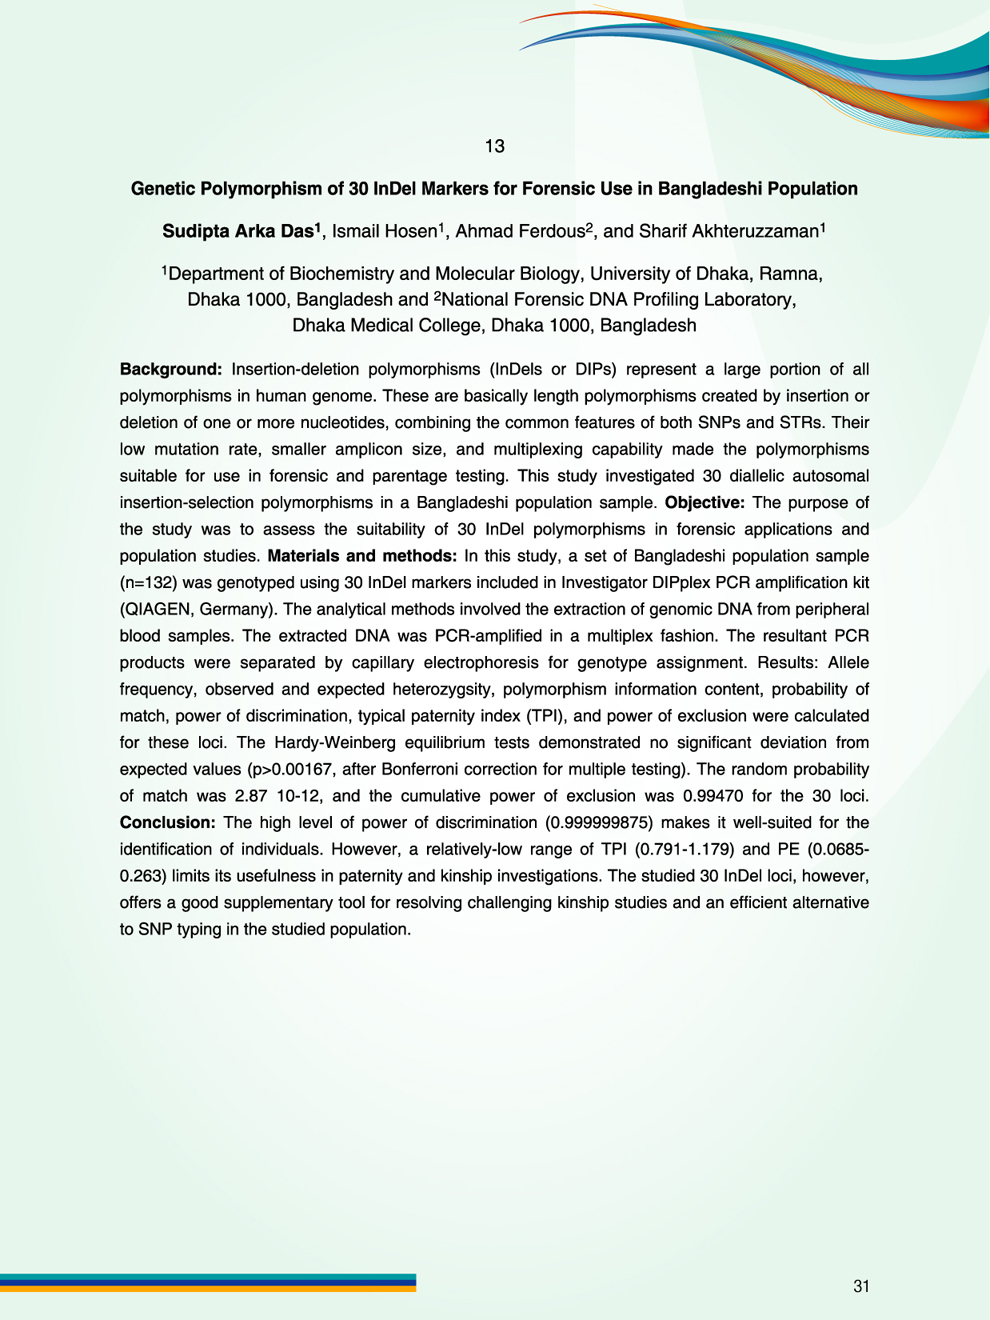 13
Genetic Polymorphism of 30 InDel Markers for Forensic Use in Bangladeshi Population
Sudipta Arka Das1, Ismail Hosen1, Ahmad Ferdous2, and Sharif Akhteruzzaman1
1Department of Biochemistry and Molecular Biology, University of Dhaka, Ramna,
Dhaka 1000, Bangladesh and 2National Forensic DNA Profiling Laboratory,
Dhaka Medical College, Dhaka 1000, Bangladesh
Background: Insertion-deletion polymorphisms (InDels or DIPs) represent a large portion of all
polymorphisms in human genome. These are basically length polymorphisms created by insertion or
deletion of one or more nucleotides, combining the common features of both SNPs and STRs. Their
low mutation rate, smaller amplicon size, and multiplexing capability made the polymorphisms
suitable for use in forensic and parentage testing. This study investigated 30 diallelic autosomal
insertion-selection polymorphisms in a Bangladeshi population sample. Objective: The purpose of
the study was to assess the suitability of 30 InDel polymorphisms in forensic applications and
population studies. Materials and methods: In this study, a set of Bangladeshi population sample
(n=132) was genotyped using 30 InDel markers included in Investigator DIPplex PCR amplification kit
(QIAGEN, Germany). The analytical methods involved the extraction of genomic DNA from peripheral
blood samples. The extracted DNA was PCR-amplified in a multiplex fashion. The resultant PCR
products were separated by capillary electrophoresis for genotype assignment. Results: Allele
frequency, observed and expected heterozygsity, polymorphism information content, probability of
match, power of discrimination, typical paternity index (TPI), and power of exclusion were calculated
for these loci. The Hardy-Weinberg equilibrium tests demonstrated no significant deviation from
expected values (p>0.00167, after Bonferroni correction for multiple testing). The random probability
of match was 2.87 10-12, and the cumulative power of exclusion was 0.99470 for the 30 loci.
Conclusion: The high level of power of discrimination (0.999999875) makes it well-suited for the
identification of individuals. However, a relatively-low range of TPI (0.791-1.179) and PE (0.0685-
0.263) limits its usefulness in paternity and kinship investigations. The studied 30 InDel loci, however,
offers a good supplementary tool for resolving challenging kinship studies and an efficient alternative
to SNP typing in the studied population.
31